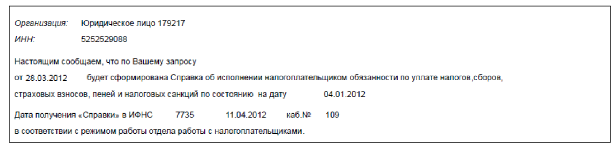 Организация: Юридическое лицо 179217
ИНН: 5252529088
Настоящим сообщаем, что по Вашему запросу
от 28.03.2012 будет сформирована Справка об исполнении налогоплательщиком обязанности по уплате налогов,сборов,
страховых взносов, пеней и налоговых санкций по состоянию на дату 04.01.2012
Дата получения «Справки» в ИФНС 7735 11.04.2012 каб.№ 109
в соответствии с режимом работы отдела работы с налогоплательщиками.